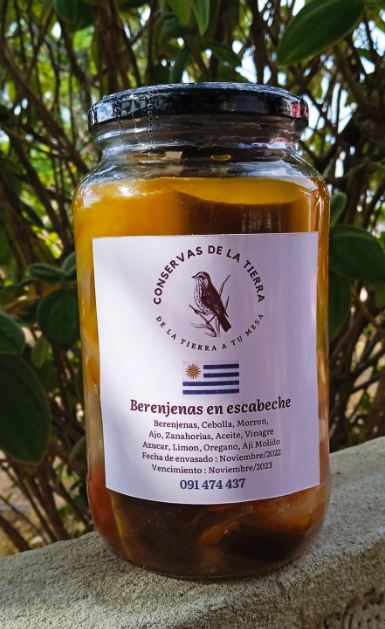 CONSERVAS DE LA TIERRA
DE LA TIERRA A TU MESA
Berenjenas en escabeche
Berenjenas, Cebolla, Morron,
Ajo, Zanahorias, Aceite, Vinagre
Azucar, Limon, Oregano, Aji Molido
Fecha de envasado : Noviembre/2022
Vencimiento : Noviembre/2023
091 474 437